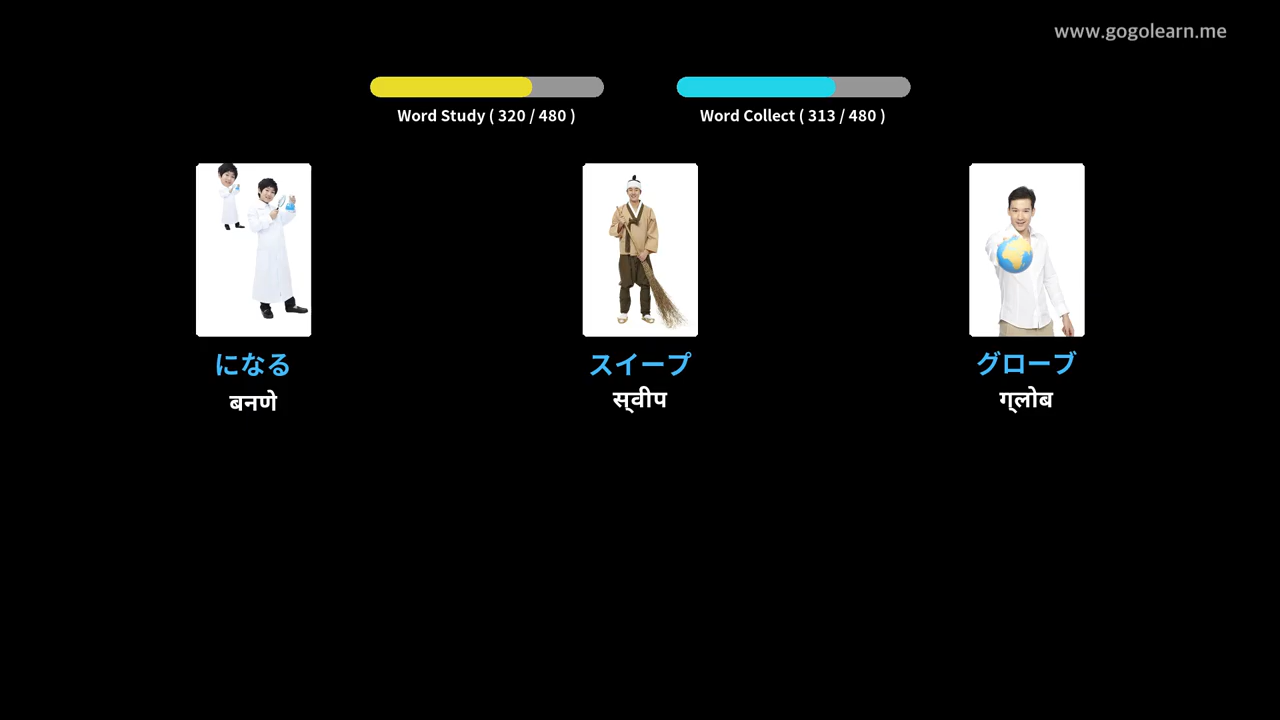 www.gogolearn.me
Word Study ( 320 / 480 )
Word Collect ( 313 / 480 )
になる
スイープ
グローブ
बनणे
स्वीप
ग्लोब